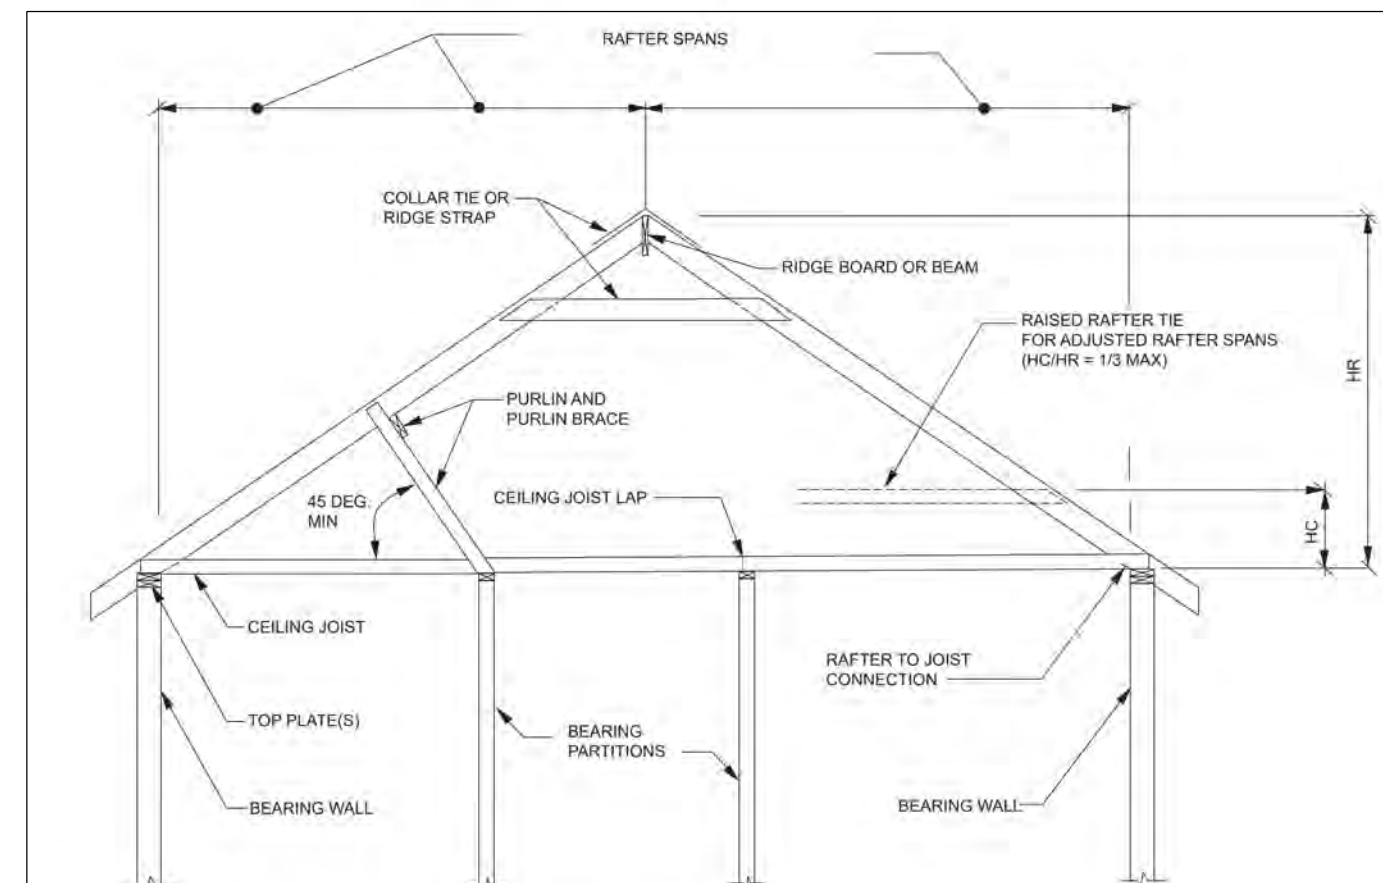 RAFTER SPANS
COLLAR TIE OR
RIDGE STRAP
RIDGE BOARD OR BEAM
RAISED RAFTER TIE
FOR ADJUSTED RAFTER SPANS
(HC/HR = 1/3 MAX)
HR
PURLIN AND
PURLIN BRACE
45 DEG.
MIN
CEILING JOIST LAP
HC
CEILING JOIST
RAFTER TO JOIST
CONNECTION
TOP PLATE(S)
BEARING
PARTITIONS
BEARING WALL
BEARING WALL